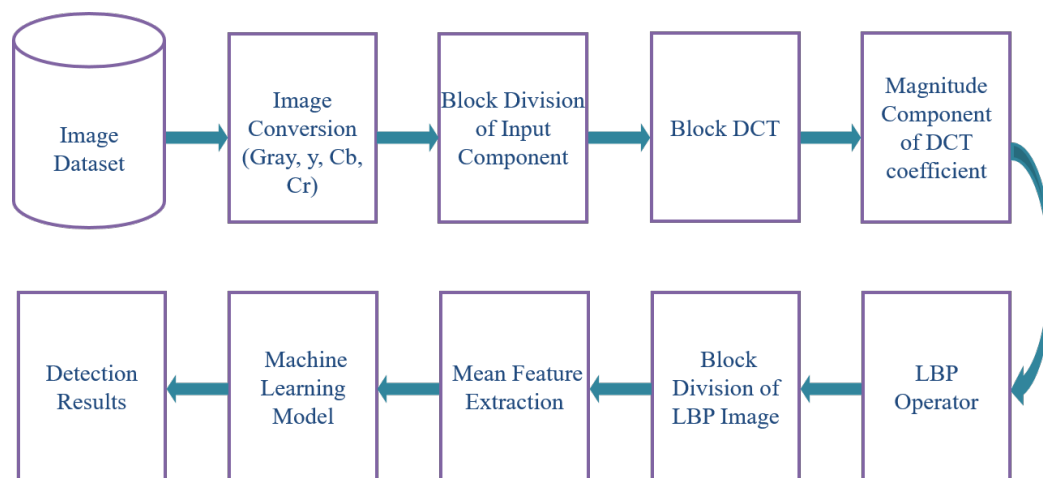 Image
Dataset
Image
Conversion
(Gray, y, Cb,
Cr)
Block Division
of Input
Component
Block DCT
Magnitude
Component
of DCT
coefficient
LBP
Operator
Block
Division of
LBP Image
Mean Feature
Extraction
Machine
Learning
Model
Detection
Results